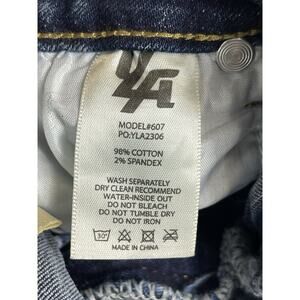 MODEL#607
PO:YLA2306
98% COTTON
2% SPANDEX
WASH SEPARATELY
DRY CLEAN RECOMMEND
WATER-INSIDE OUT
DO NOT BLEACH
DO NOT TUMBLE DRY
DO NOT IRON
30°
MADE IN CHINA